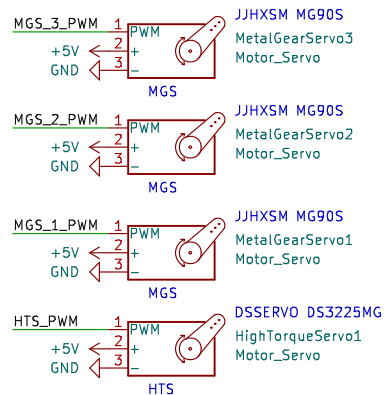 JJHXSM MG90S
MGS_3_PWM 1 PWM MetalGearServo3
+5V 2 + Motor_Servo
GND 3 -
MGS
JJHXSM MG90S
MGS_2_PWM 1 PWM MetalGearServo2
+5V 2 + Motor_Servo
GND 3 -
MGS
JJHXSM MG90S
MGS_1_PWM 1 PWM MetalGearServo1
+5V 2 + Motor_Servo
GND 3 -
MGS
DSSERVO DS3225MG
HTS_PWM 1 PWM HighTorqueServo1
+5V 2 + Motor_Servo
GND 3 -
HTS